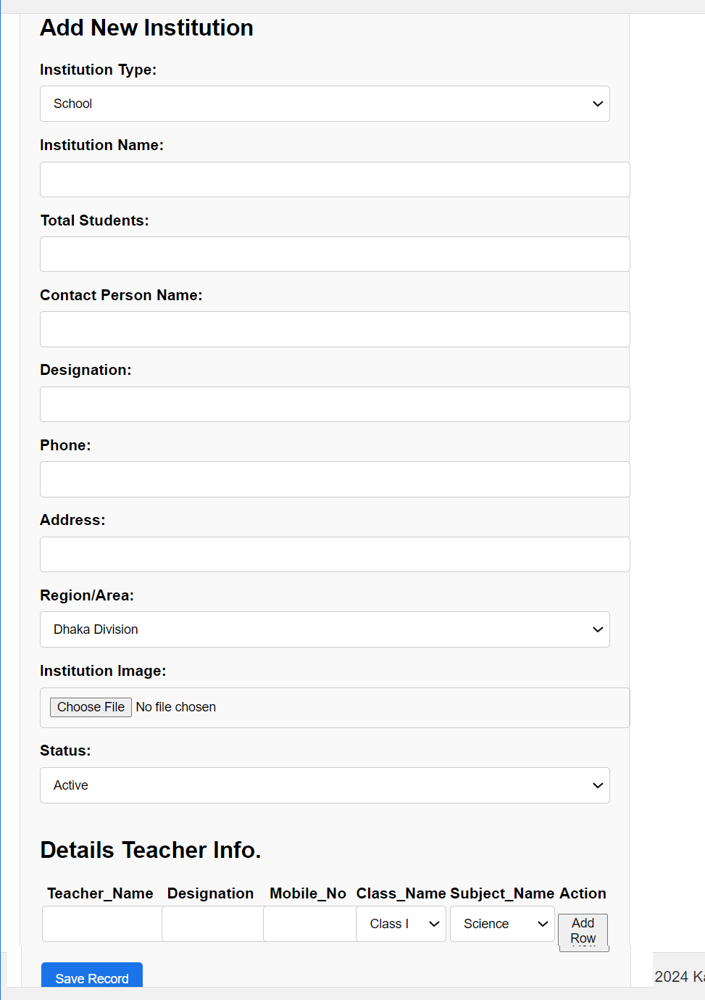 Add New Institution
Institution Type:
School
Institution Name:
Total Students:
Contact Person Name:
Designation:
Phone:
Address:
Region/Area:
Dhaka Division
Institution Image:
Choose File No file chosen
Status:
Active
Details Teacher Info.
Teacher_Name Designation Mobile_No Class_Name Subject_Name Action
Class I Science Add
Row
Save Record
2024